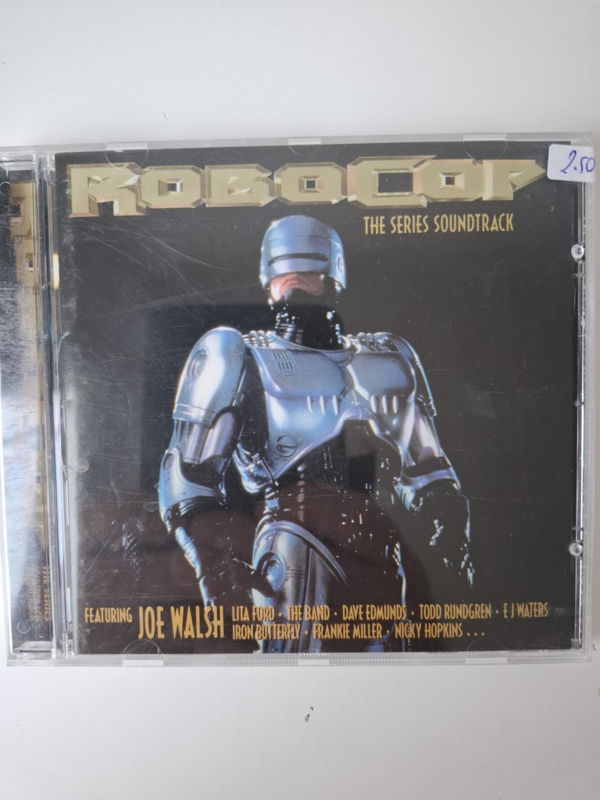 ROBOCOP
2.50
THE SERIES SOUNDTRACK
FEATURING JOE WALSH LITA FORD · THE BAND · DAVE EDMUNDS · TODD RUNDGREN · E J WATERS
IRON BUTTERFLY · FRANKIE MILLER · NICKY HOPKINS . . .